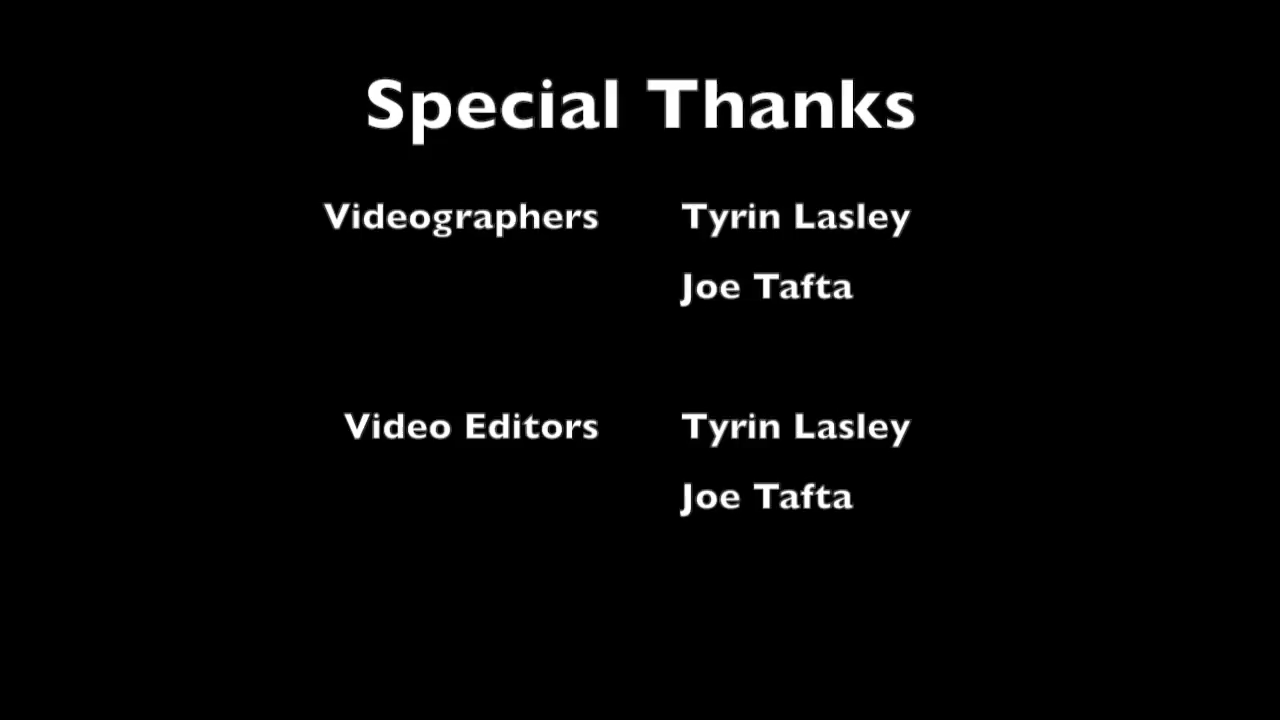 Special Thanks
Videographers Tyrin Lasley
Joe Tafta
Video Editors Tyrin Lasley
Joe Tafta